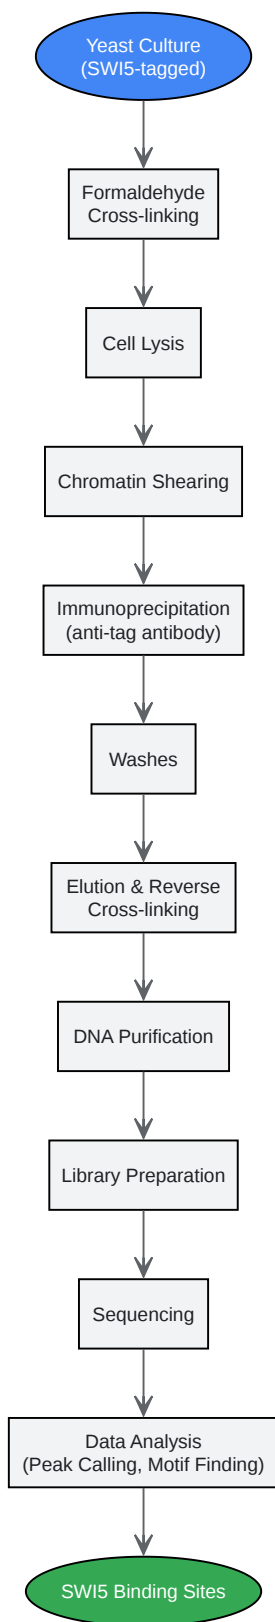 Yeast Culture
(SWI5-tagged)
Formaldehyde
Cross-linking
Cell Lysis
Chromatin Shearing
Immunoprecipitation
(anti-tag antibody)
Washes
Elution & Reverse
Cross-linking
DNA Purification
Library Preparation
Sequencing
Data Analysis
(Peak Calling, Motif Finding)
SWI5 Binding Sites